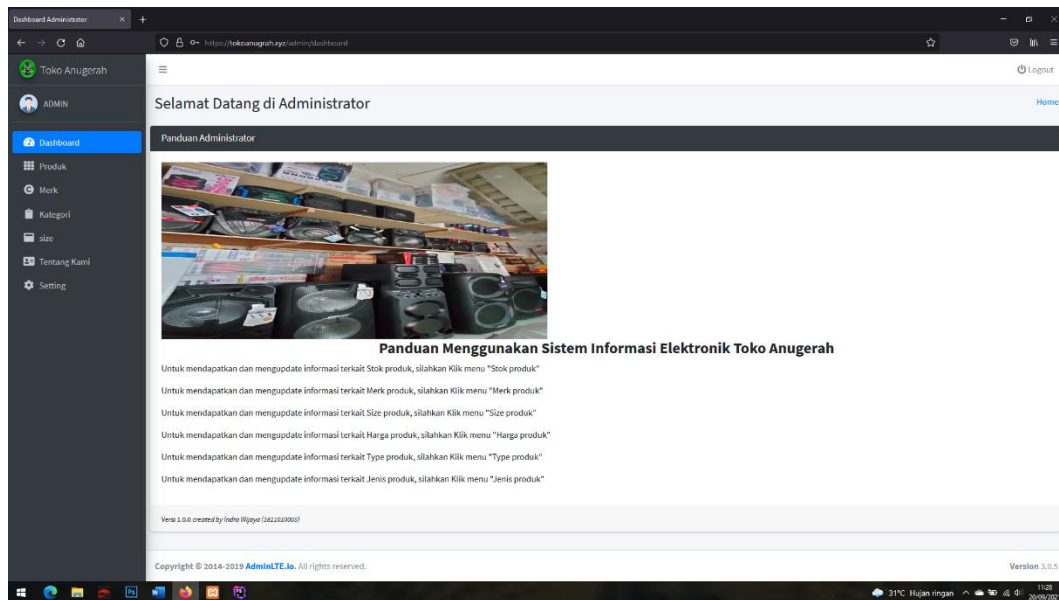 Dashboard Administrator
https://tokoanugrah.xyz/admin/dashboard
Toko Anugerah
Logout
ADMIN
Selamat Datang di Administrator
Home
Dashboard
Produk
Merk
Kategori
size
Tentang Kami
Setting
Panduan Administrator
Panduan Menggunakan Sistem Informasi Elektronik Toko Anugerah
Untuk mendapatkan dan mengupdate informasi terkait Stok produk, silahkan Klik menu "Stok produk"
Untuk mendapatkan dan mengupdate informasi terkait Merk produk, silahkan Klik menu "Merk produk"
Untuk mendapatkan dan mengupdate informasi terkait Size produk, silahkan Klik menu "Size produk"
Untuk mendapatkan dan mengupdate informasi terkait Harga produk, silahkan Klik menu "Harga produk"
Untuk mendapatkan dan mengupdate informasi terkait Type produk, silahkan Klik menu "Type produk"
Untuk mendapatkan dan mengupdate informasi terkait Jenis produk, silahkan Klik menu "Jenis produk"
Versi 1.0.0 created by Indra Wijaya (1811010005)
Copyright © 2014-2019 AdminLTE.io. All rights reserved.
Version 3.0.5
31°C Hujan ringan
11:28
20/09/202